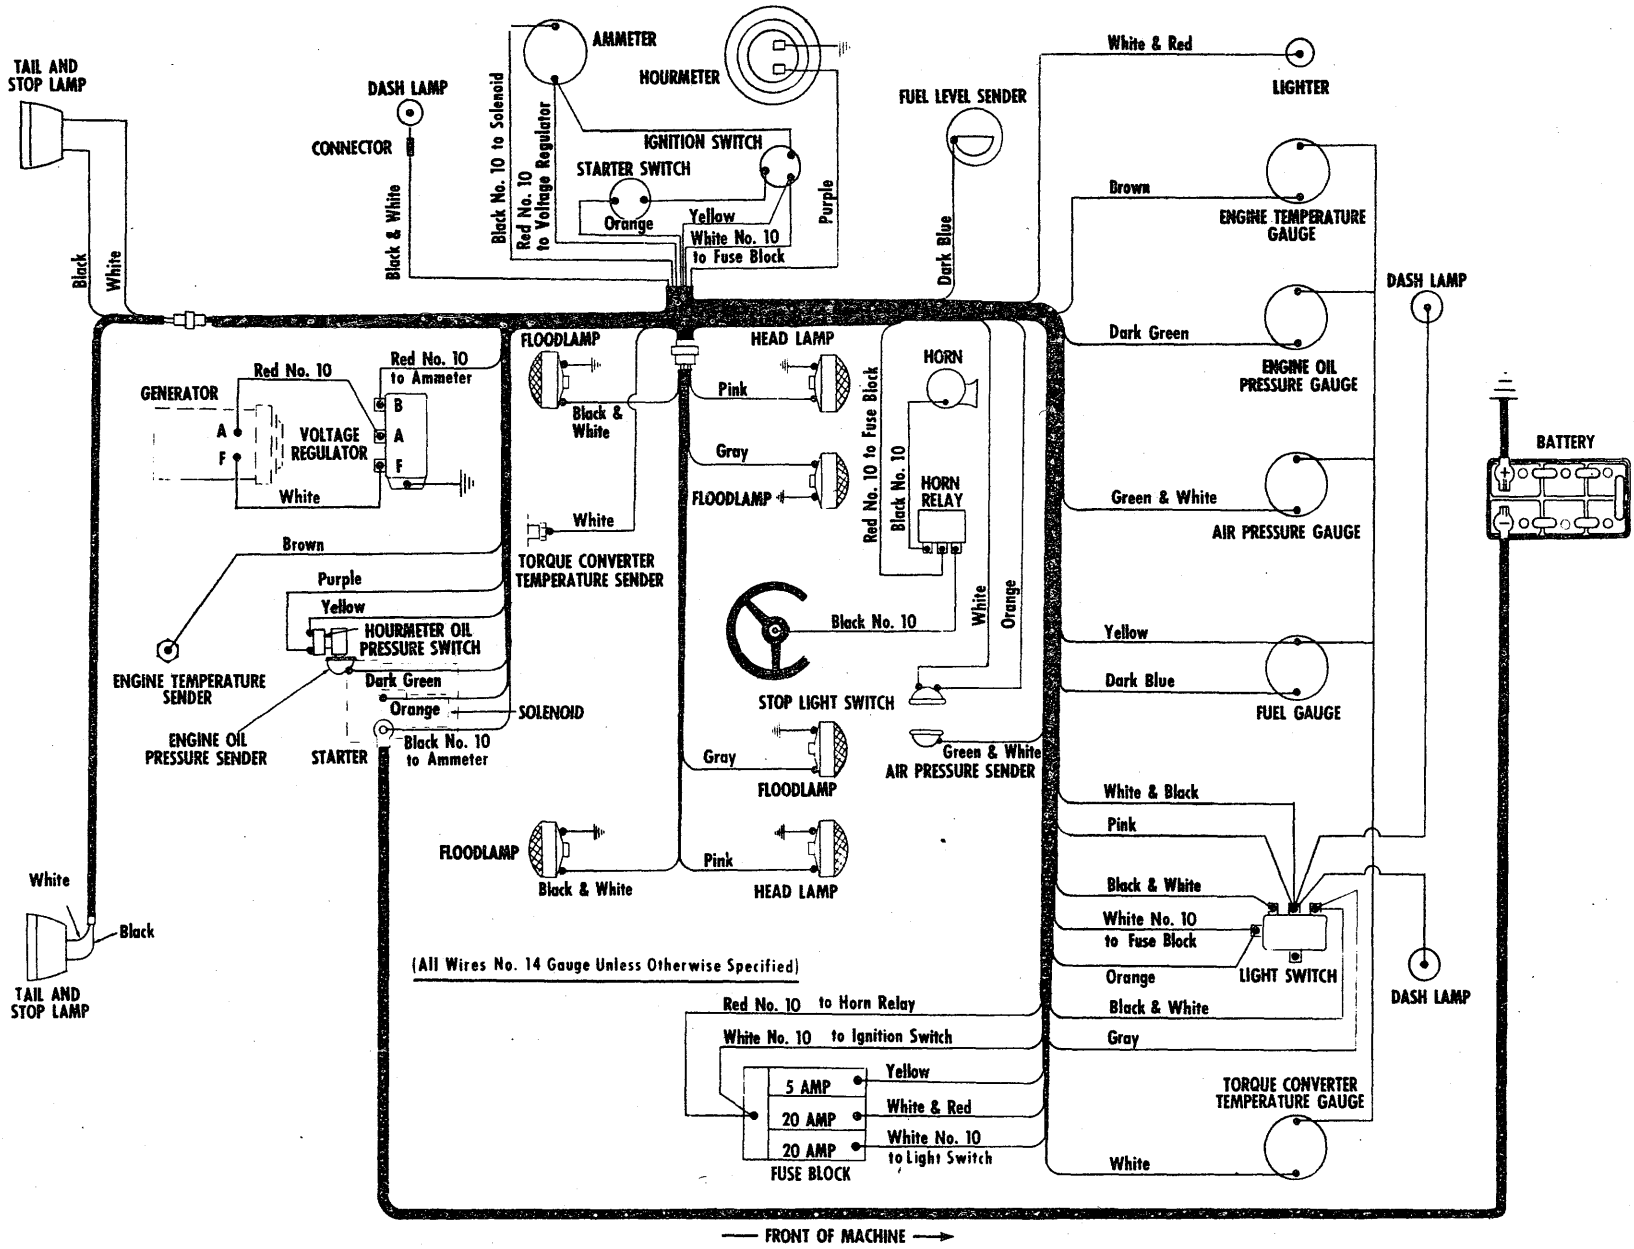 TAIL AND
STOP LAMP
Black
White
DASH LAMP
CONNECTOR
Black & White
AMMETER
HOURMETER
Black No. 10 to Solenoid
Red No. 10
to Voltage Regulator
IGNITION SWITCH
STARTER SWITCH
Orange
Yellow
White No. 10
to Fuse Block
Purple
FUEL LEVEL SENDER
Dark Blue
White & Red
LIGHTER
Brown
ENGINE TEMPERATURE
GAUGE
DASH LAMP
Dark Green
ENGINE OIL
PRESSURE GAUGE
FLOODLAMP
HEAD LAMP
HORN
Red No. 10
to Ammeter
Red No. 10
GENERATOR
A
F
VOLTAGE
REGULATOR
B
A
F
White
Black &
White
Pink
Gray
FLOODLAMP
Red No. 10 to Fuse Block
Black No. 10
HORN
RELAY
Green & White
AIR PRESSURE GAUGE
BATTERY
+
−
White
TORQUE CONVERTER
TEMPERATURE SENDER
Brown
Purple
Yellow
HOURMETER OIL
PRESSURE SWITCH
Black No. 10
White
Orange
Yellow
Dark Blue
FUEL GAUGE
ENGINE TEMPERATURE
SENDER
Dark Green
Orange
SOLENOID
ENGINE OIL
PRESSURE SENDER
STARTER
Black No. 10
to Ammeter
STOP LIGHT SWITCH
Green & White
AIR PRESSURE SENDER
Gray
FLOODLAMP
White & Black
Pink
FLOODLAMP
Black & White
Pink
HEAD LAMP
Black & White
White No. 10
to Fuse Block
Orange
LIGHT SWITCH
DASH LAMP
White
Black
TAIL AND
STOP LAMP
(All Wires No. 14 Gauge Unless Otherwise Specified)
Black & White
Gray
Red No. 10 to Horn Relay
White No. 10 to Ignition Switch
5 AMP
Yellow
20 AMP
White & Red
20 AMP
White No. 10
to Light Switch
FUSE BLOCK
TORQUE CONVERTER
TEMPERATURE GAUGE
White
FRONT OF MACHINE